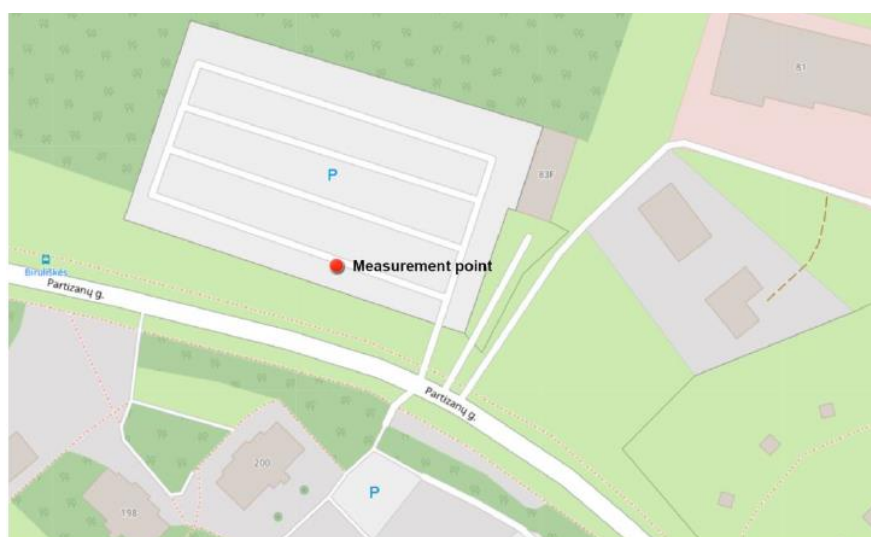 81
P
83F
Measurement point
Biruliškės
Partizanų g.
Partizanų g.
200
P
198